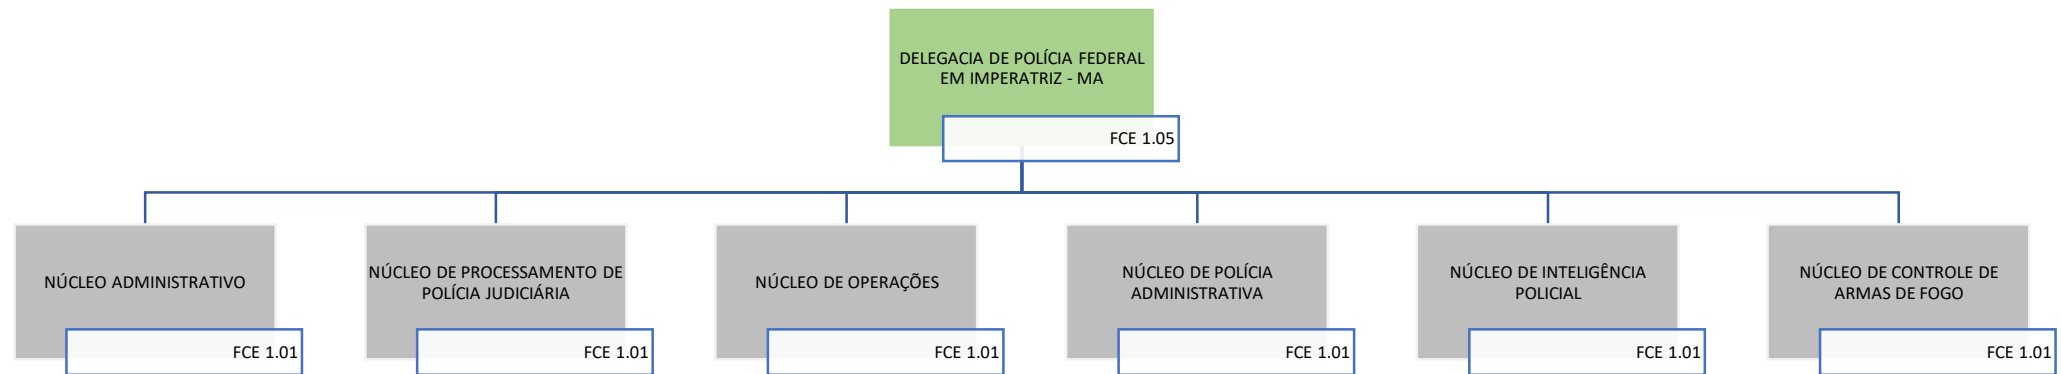 DELEGACIA DE POLÍCIA FEDERAL
EM IMPERATRIZ - MA
FCE 1.05
NÚCLEO ADMINISTRATIVO
FCE 1.01
NÚCLEO DE PROCESSAMENTO DE
POLÍCIA JUDICIÁRIA
FCE 1.01
NÚCLEO DE OPERAÇÕES
FCE 1.01
NÚCLEO DE POLÍCIA
ADMINISTRATIVA
FCE 1.01
NÚCLEO DE INTELIGÊNCIA
POLICIAL
FCE 1.01
NÚCLEO DE CONTROLE DE
ARMAS DE FOGO
FCE 1.01